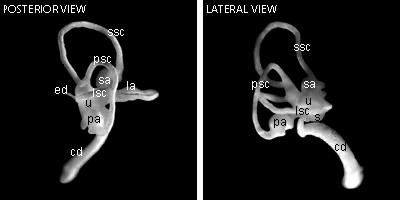 POSTERIOR VIEW
ssc
psc
sa
ed
lsc
la
u
pa
cd
LATERAL VIEW
ssc
psc
sa
u
lsc
s
pa
cd